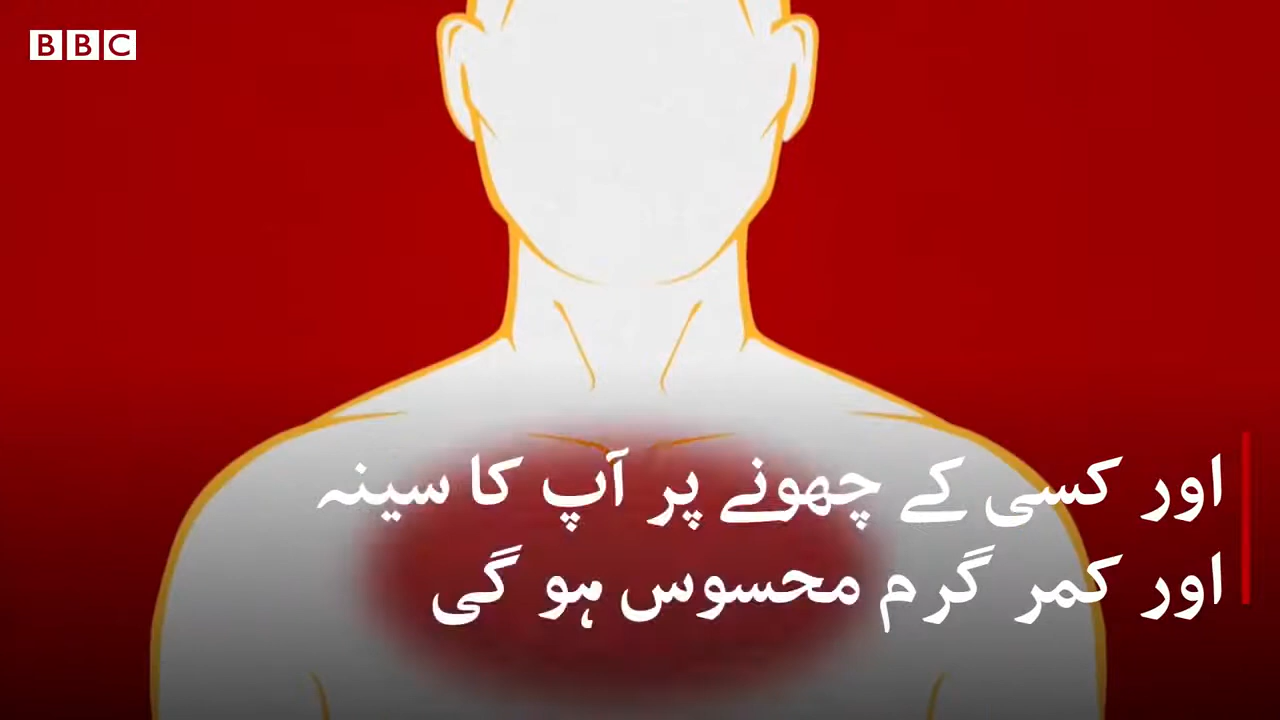 BBC
اور کسی کے چھونے پر آپ کا سینہ
اور کمر گرم محسوس ہو گی